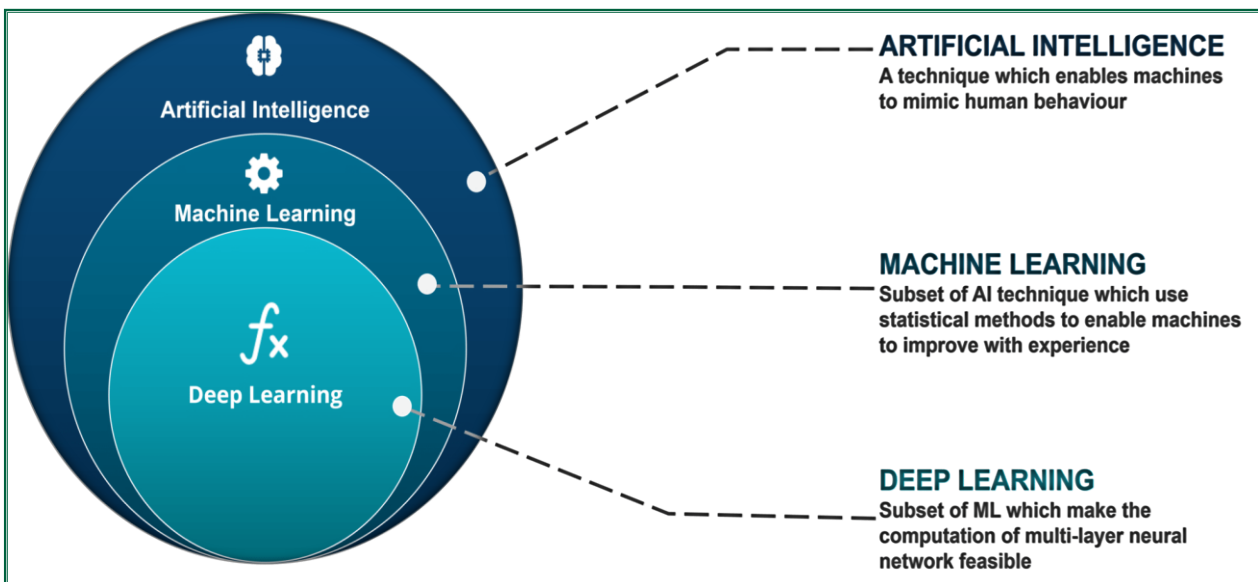 Artificial Intelligence
Machine Learning
fx
Deep Learning
ARTIFICIAL INTELLIGENCE
A technique which enables machines
to mimic human behaviour
MACHINE LEARNING
Subset of AI technique which use
statistical methods to enable machines
to improve with experience
DEEP LEARNING
Subset of ML which make the
computation of multi-layer neural
network feasible